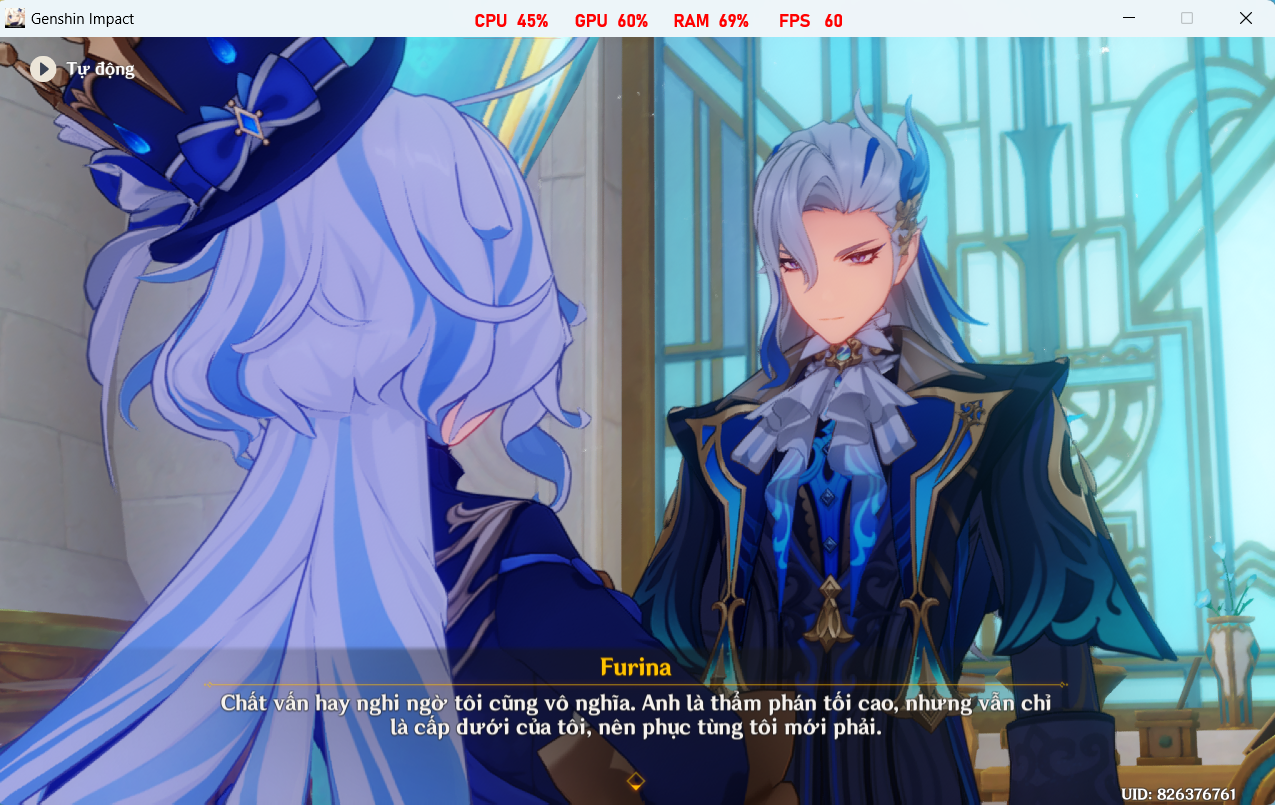 Genshin Impact
CPU 45% GPU 60% RAM 69% FPS 60
Tự động
Furina
Chất vấn hay nghi ngờ tôi cũng vô nghĩa. Anh là thẩm phán tối cao, nhưng vẫn chỉ
là cấp dưới của tôi, nên phục tùng tôi mới phải.
UID: 826376761